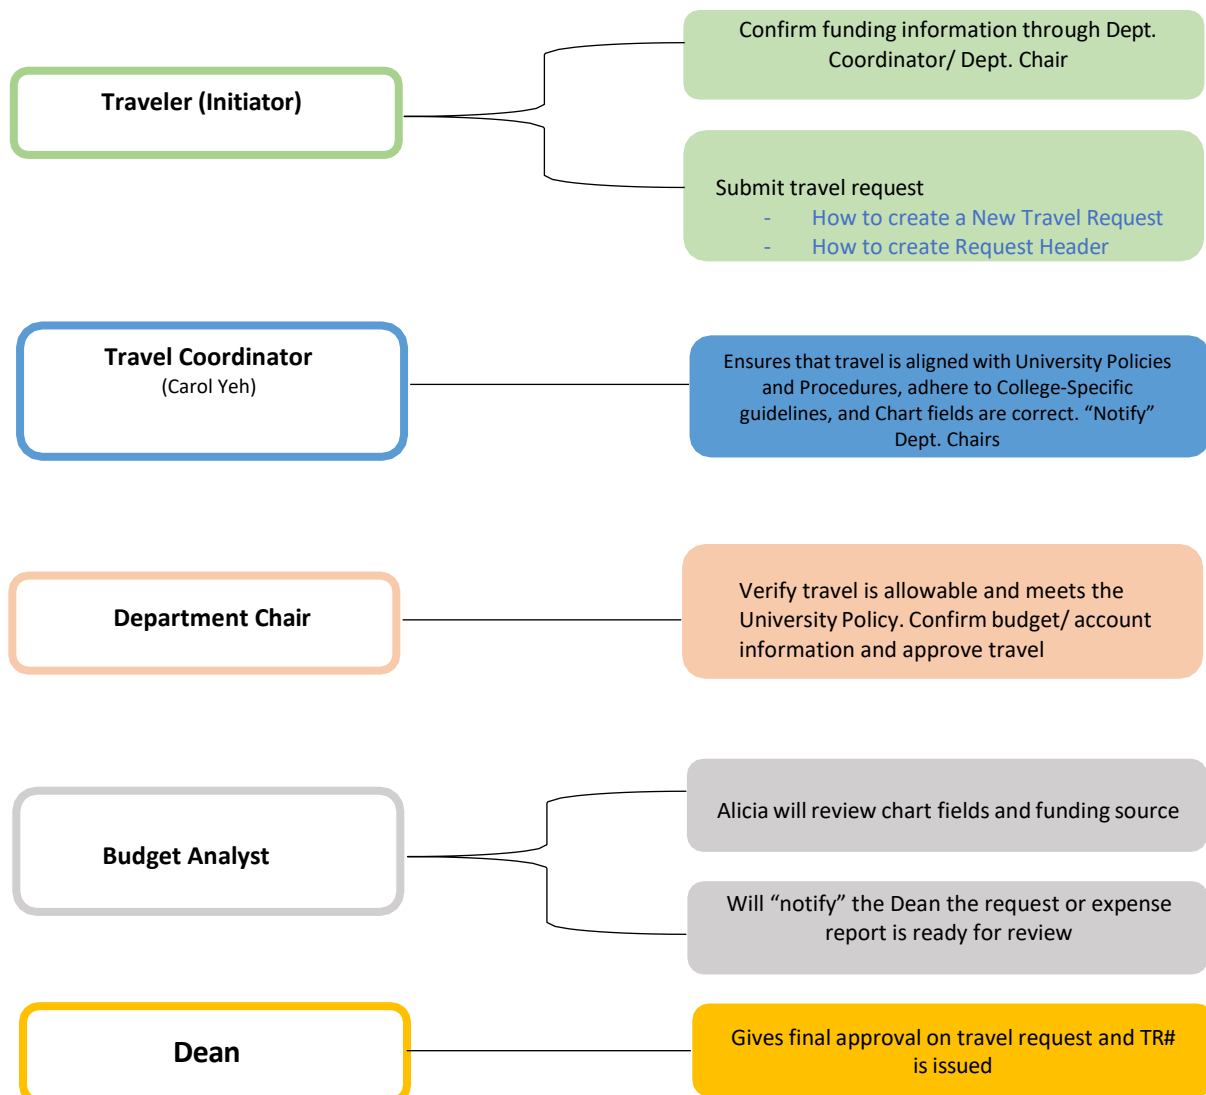 Traveler (Initiator)
Confirm funding information through Dept.
Coordinator/ Dept. Chair
Submit travel request
- How to create a New Travel Request
- How to create Request Header
Travel Coordinator
(Carol Yeh)
Ensures that travel is aligned with University Policies
and Procedures, adhere to College-Specific
guidelines, and Chart fields are correct. “Notify”
Dept. Chairs
Department Chair
Verify travel is allowable and meets the
University Policy. Confirm budget/ account
information and approve travel
Budget Analyst
Alicia will review chart fields and funding source
Will “notify” the Dean the request or expense
report is ready for review
Dean
Gives final approval on travel request and TR#
is issued